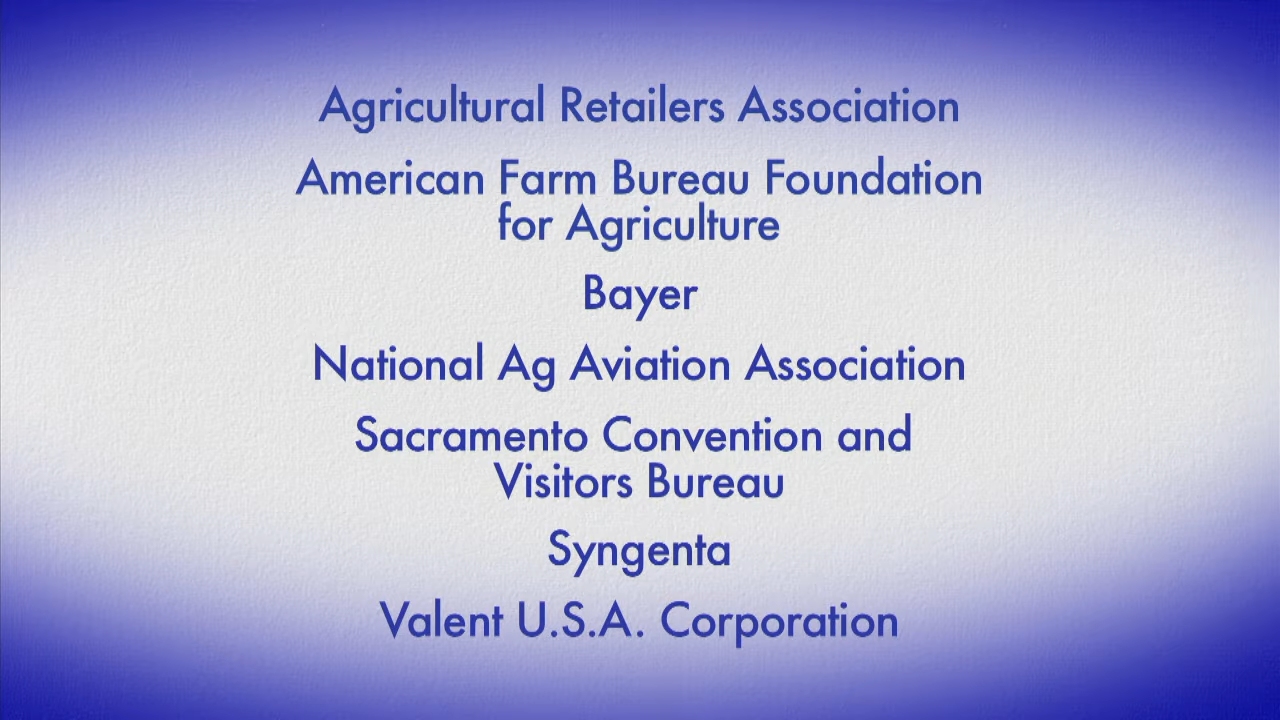 Agricultural Retailers Association
American Farm Bureau Foundation
for Agriculture
Bayer
National Ag Aviation Association
Sacramento Convention and
Visitors Bureau
Syngenta
Valent U.S.A. Corporation